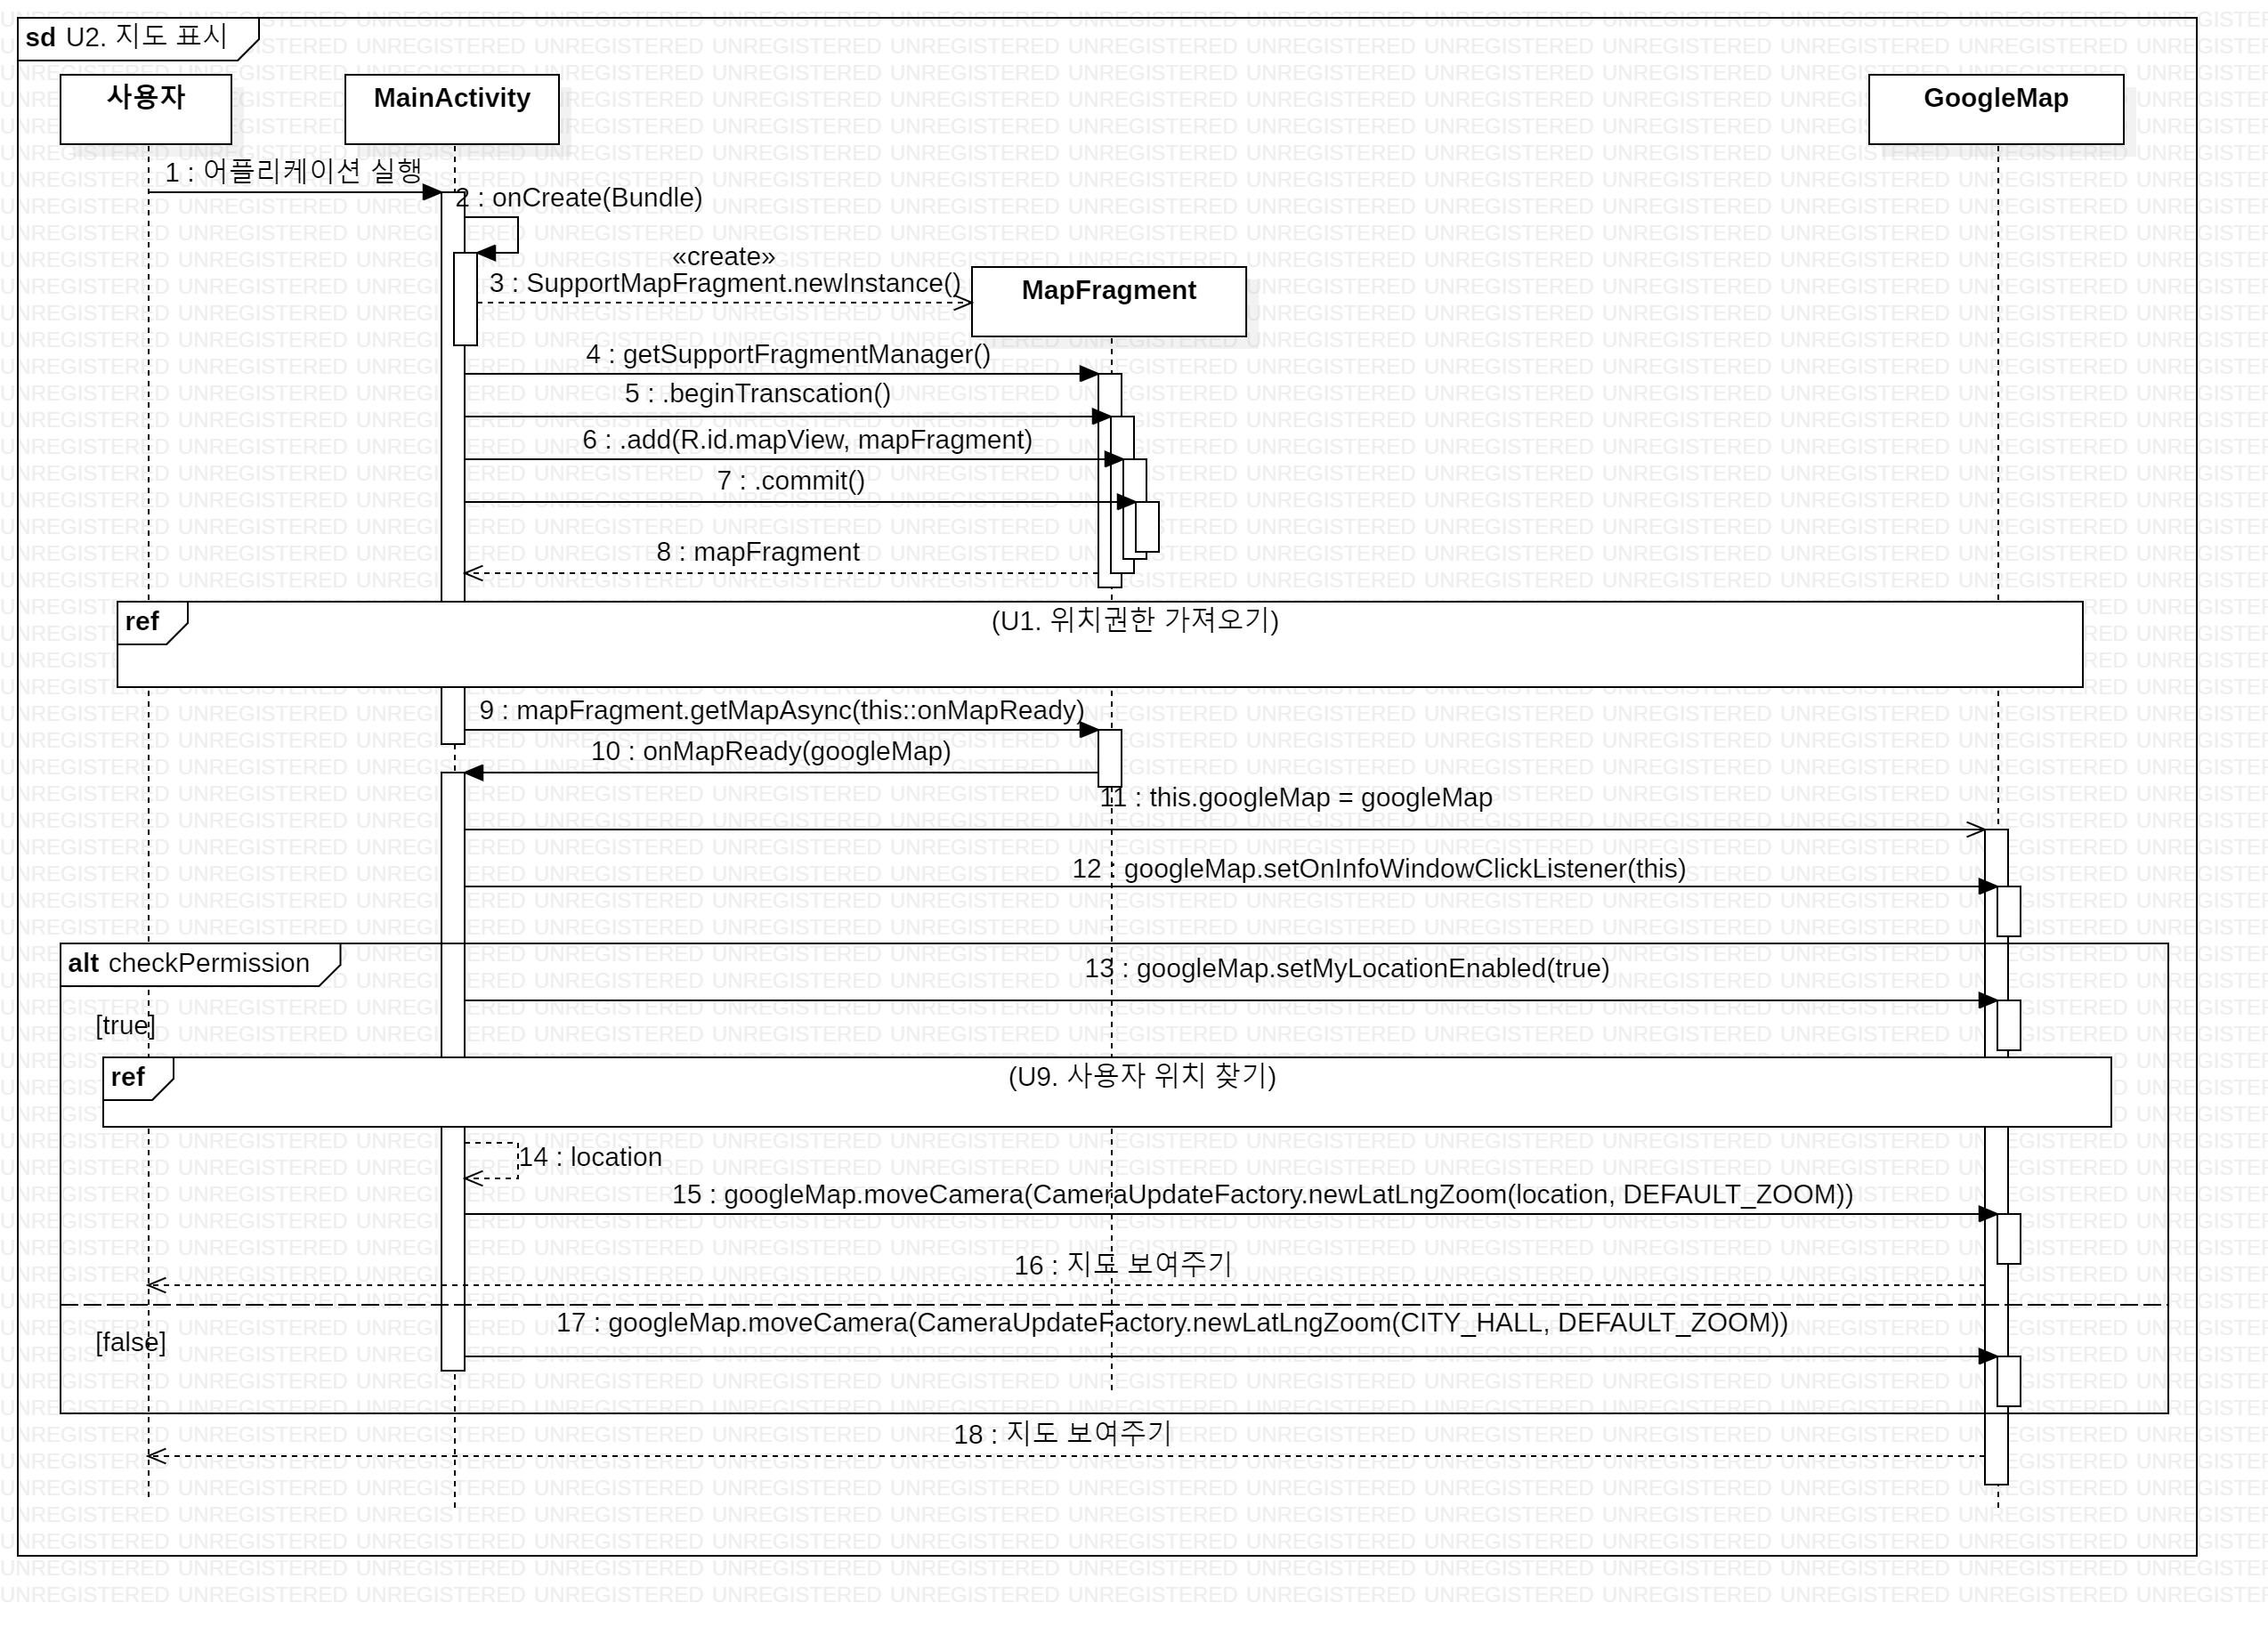 sd U2. 지도 표시
사용자
MainActivity
GoogleMap
1 : 어플리케이션 실행
2 : onCreate(Bundle)
«create»
3 : SupportMapFragment.newInstance()
MapFragment
4 : getSupportFragmentManager()
5 : .beginTranscation()
6 : .add(R.id.mapView, mapFragment)
7 : .commit()
8 : mapFragment
ref
(U1. 위치권한 가져오기)
9 : mapFragment.getMapAsync(this::onMapReady)
10 : onMapReady(googleMap)
11 : this.googleMap = googleMap
12 : googleMap.setOnInfoWindowClickListener(this)
alt checkPermission
13 : googleMap.setMyLocationEnabled(true)
[true]
ref
(U9. 사용자 위치 찾기)
14 : location
15 : googleMap.moveCamera(CameraUpdateFactory.newLatLngZoom(location, DEFAULT_ZOOM))
16 : 지도 보여주기
17 : googleMap.moveCamera(CameraUpdateFactory.newLatLngZoom(CITY_HALL, DEFAULT_ZOOM))
[false]
18 : 지도 보여주기
UNREGISTERED